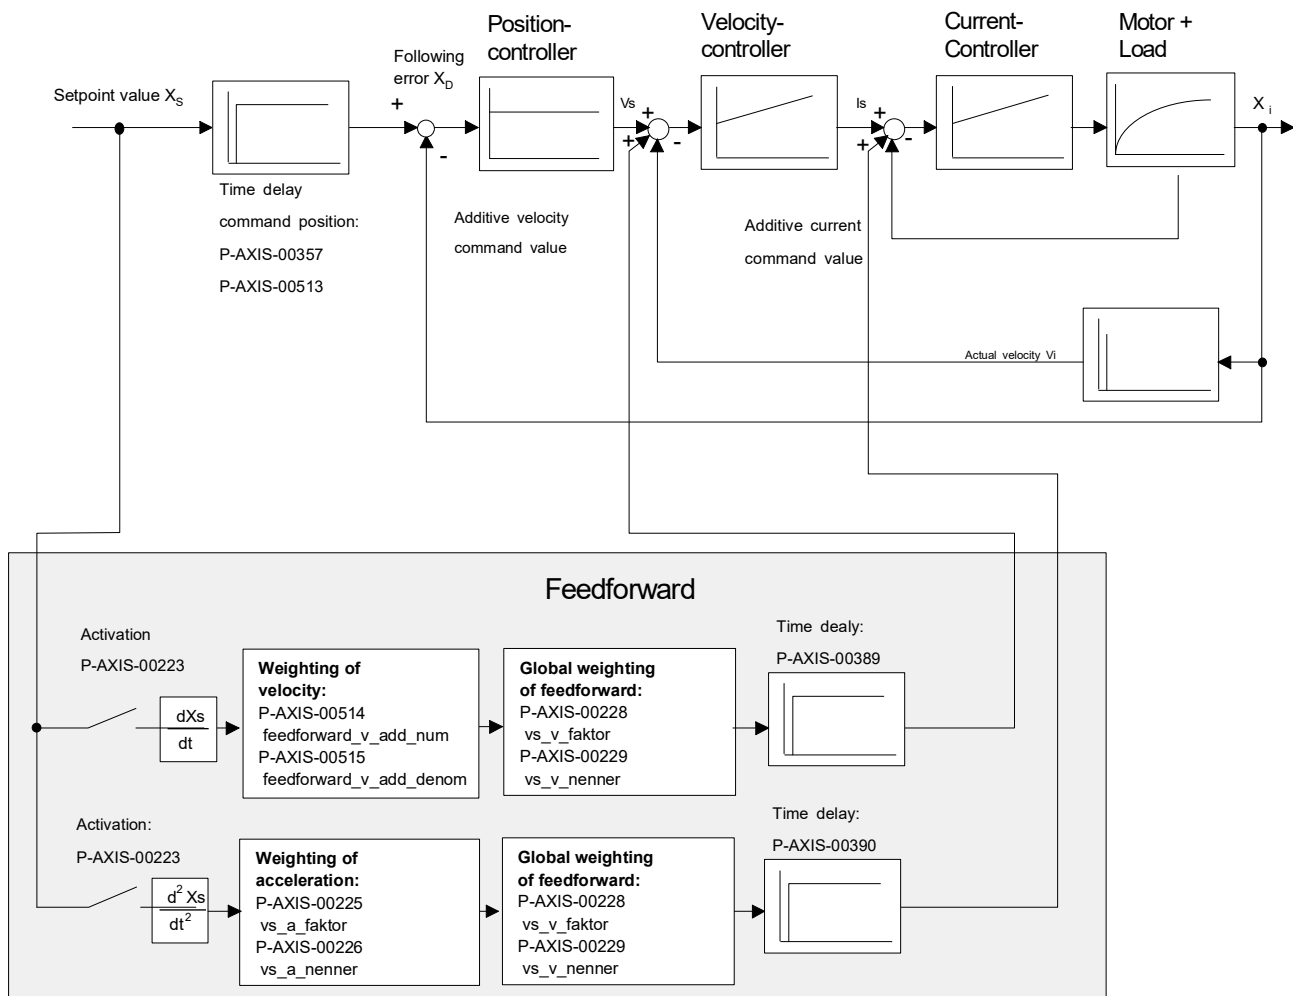 Position-
controller
Velocity-
controller
Current-
Controller
Motor +
Load
Following
error XD
Setpoint value XS
+
-
Vs
+
+
-
Is
+
+
-
X i
Time delay
command position:
P-AXIS-00357
P-AXIS-00513
Additive velocity
command value
Additive current
command value
Actual velocity Vi
Feedforward
Activation
P-AXIS-00223
dXs
dt
Weighting of
velocity:
P-AXIS-00514
feedforward_v_add_num
P-AXIS-00515
feedforward_v_add_denom
Global weighting
of feedforward:
P-AXIS-00228
vs_v_faktor
P-AXIS-00229
vs_v_nenner
Time dealy:
P-AXIS-00389
Activation:
P-AXIS-00223
d2 Xs
dt2
Weighting of
acceleration:
P-AXIS-00225
vs_a_faktor
P-AXIS-00226
vs_a_nenner
Global weighting
of feedforward:
P-AXIS-00228
vs_v_faktor
P-AXIS-00229
vs_v_nenner
Time delay:
P-AXIS-00390